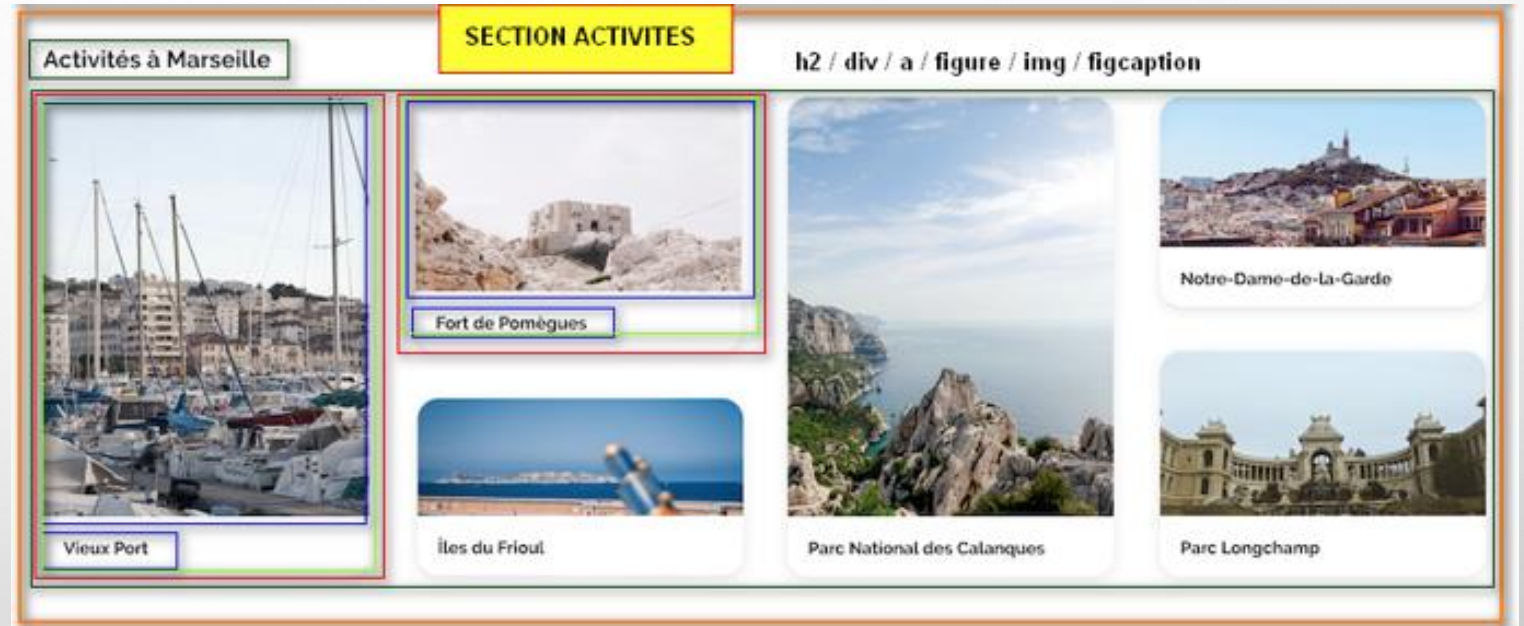 SECTION ACTIVITES
Activités à Marseille
h2 / div / a / figure / img / figcaption
Vieux Port
Fort de Pomègues
Îles du Frioul
Parc National des Calanques
Notre-Dame-de-la-Garde
Parc Longchamp